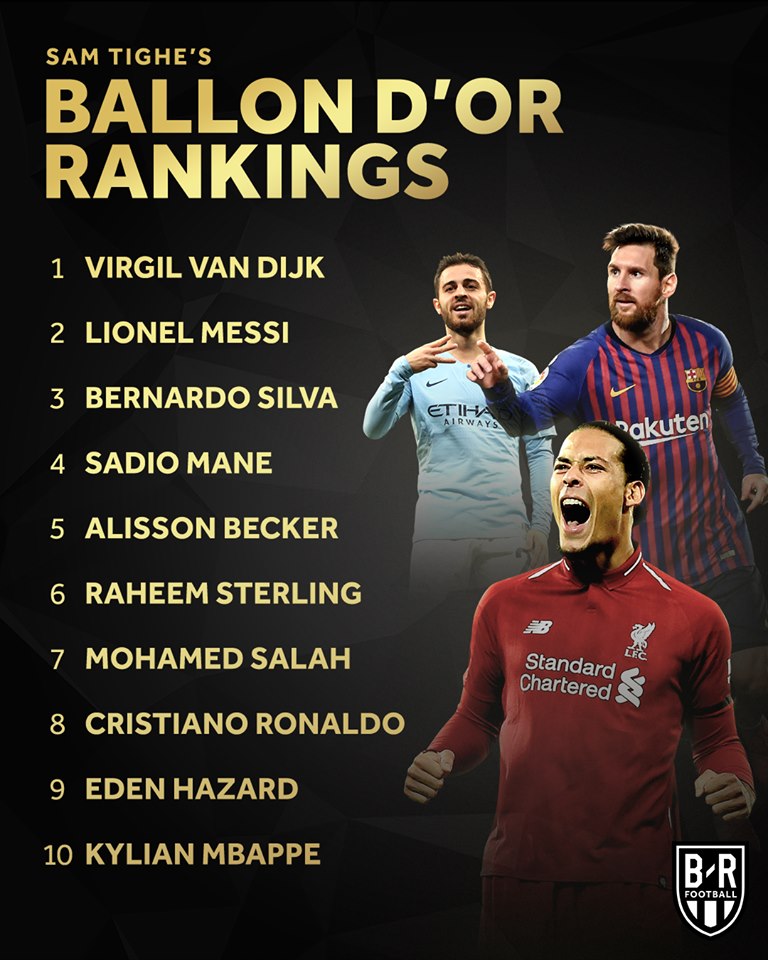 SAM TIGHE'S
BALLON D'OR
RANKINGS
1 VIRGIL VAN DIJK
2 LIONEL MESSI
3 BERNARDO SILVA
4 SADIO MANE
5 ALISSON BECKER
6 RAHEEM STERLING
7 MOHAMED SALAH
8 CRISTIANO RONALDO
9 EDEN HAZARD
10 KYLIAN MBAPPE
ETIHAD
AIRWAYS
Rakuten
L.F.C.
Standard
Chartered
B-R
FOOTBALL